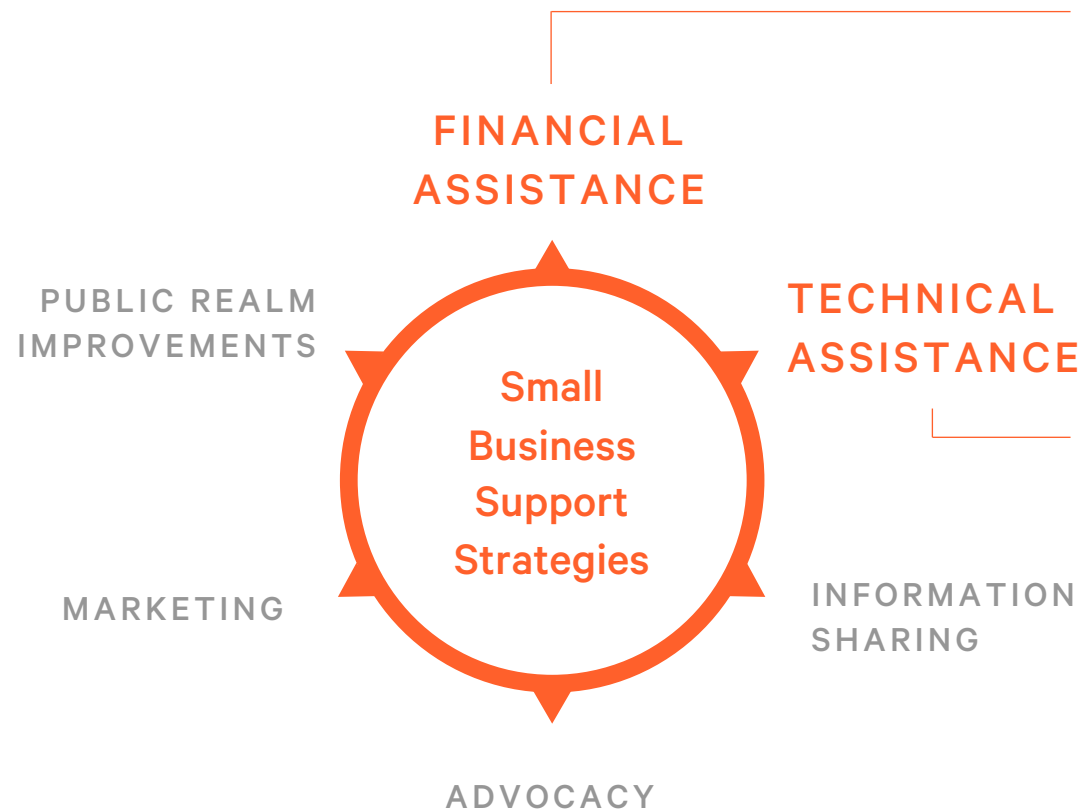 FINANCIAL
ASSISTANCE
PUBLIC REALM
IMPROVEMENTS
TECHNICAL
ASSISTANCE
Small
Business
Support
Strategies
MARKETING
INFORMATION
SHARING
ADVOCACY